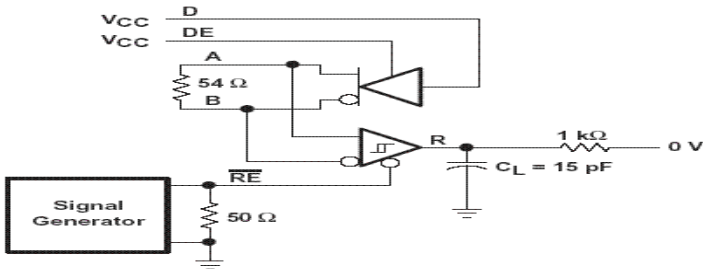 VCC D
VCC DE
A
54 Ω
B
R
1 kΩ
0 V
CL = 15 pF
RE
Signal
Generator
50 Ω